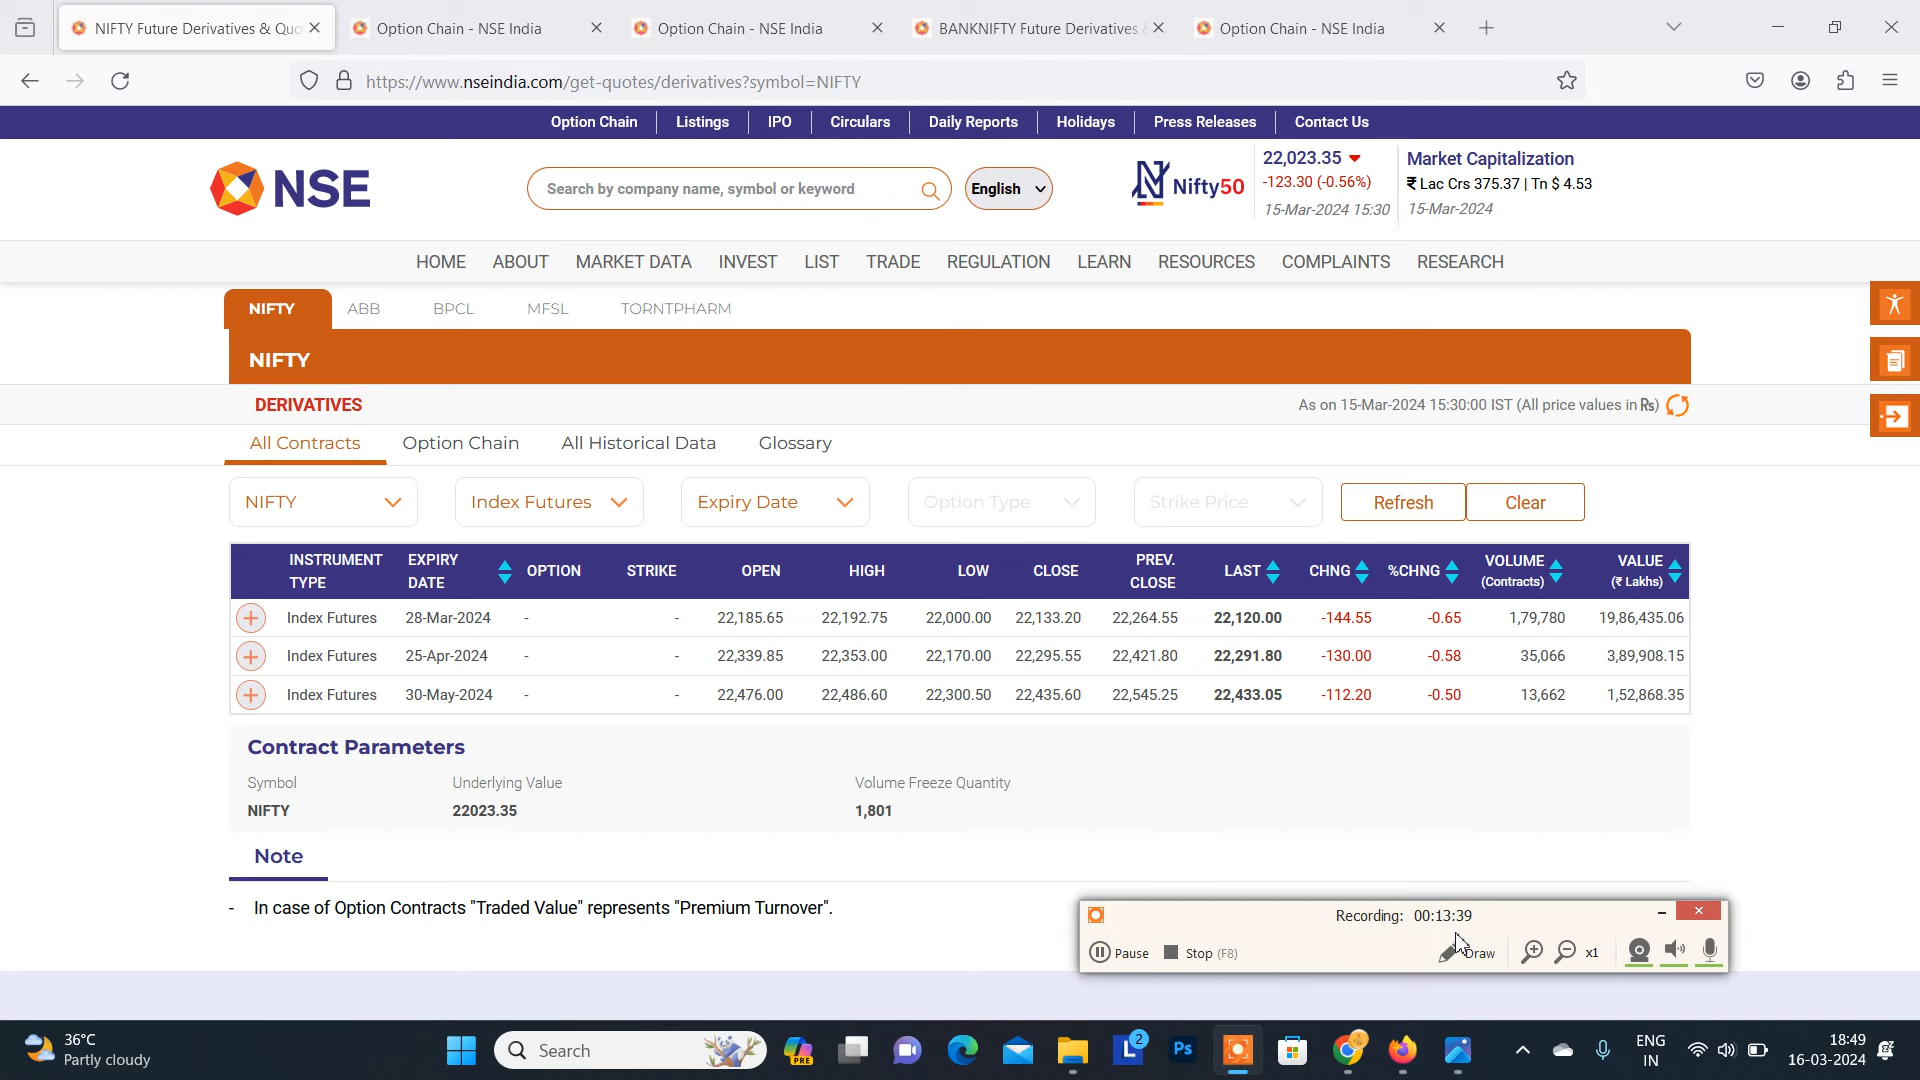 NIFTY Future Derivatives & Quo
Option Chain - NSE India
Option Chain - NSE India
BANKNIFTY Future Derivatives &
Option Chain - NSE India
https://www.nseindia.com/get-quotes/derivatives?symbol=NIFTY
Option Chain Listings IPO Circulars Daily Reports Holidays Press Releases Contact Us
NSE
Search by company name, symbol or keyword
English
Nifty50
22,023.35
-123.30 (-0.56%)
15-Mar-2024 15:30
Market Capitalization
₹ Lac Crs 375.37 | Tn $ 4.53
15-Mar-2024
HOME ABOUT MARKET DATA INVEST LIST TRADE REGULATION LEARN RESOURCES COMPLAINTS RESEARCH
NIFTY ABB BPCL MFSL TORNTPHARM
NIFTY
DERIVATIVES
As on 15-Mar-2024 15:30:00 IST (All price values in Rs)
All Contracts Option Chain All Historical Data Glossary
NIFTY Index Futures Expiry Date Option Type Strike Price Refresh Clear
INSTRUMENT TYPE EXPIRY DATE OPTION STRIKE OPEN HIGH LOW CLOSE PREV. CLOSE LAST CHNG %CHNG VOLUME (Contracts) VALUE (₹ Lakhs)
Index Futures 28-Mar-2024 - - 22,185.65 22,192.75 22,000.00 22,133.20 22,264.55 22,120.00 -144.55 -0.65 1,79,780 19,86,435.06
Index Futures 25-Apr-2024 - - 22,339.85 22,353.00 22,170.00 22,295.55 22,421.80 22,291.80 -130.00 -0.58 35,066 3,89,908.15
Index Futures 30-May-2024 - - 22,476.00 22,486.60 22,300.50 22,435.60 22,545.25 22,433.05 -112.20 -0.50 13,662 1,52,868.35
Contract Parameters
Symbol Underlying Value Volume Freeze Quantity
NIFTY 22023.35 1,801
Note
- In case of Option Contracts "Traded Value" represents "Premium Turnover".
Recording: 00:13:39
Pause Stop (F8) Draw x1
36°C
Partly cloudy
Search
PRE
L
2
Ps
ENG
IN
18:49
16-03-2024